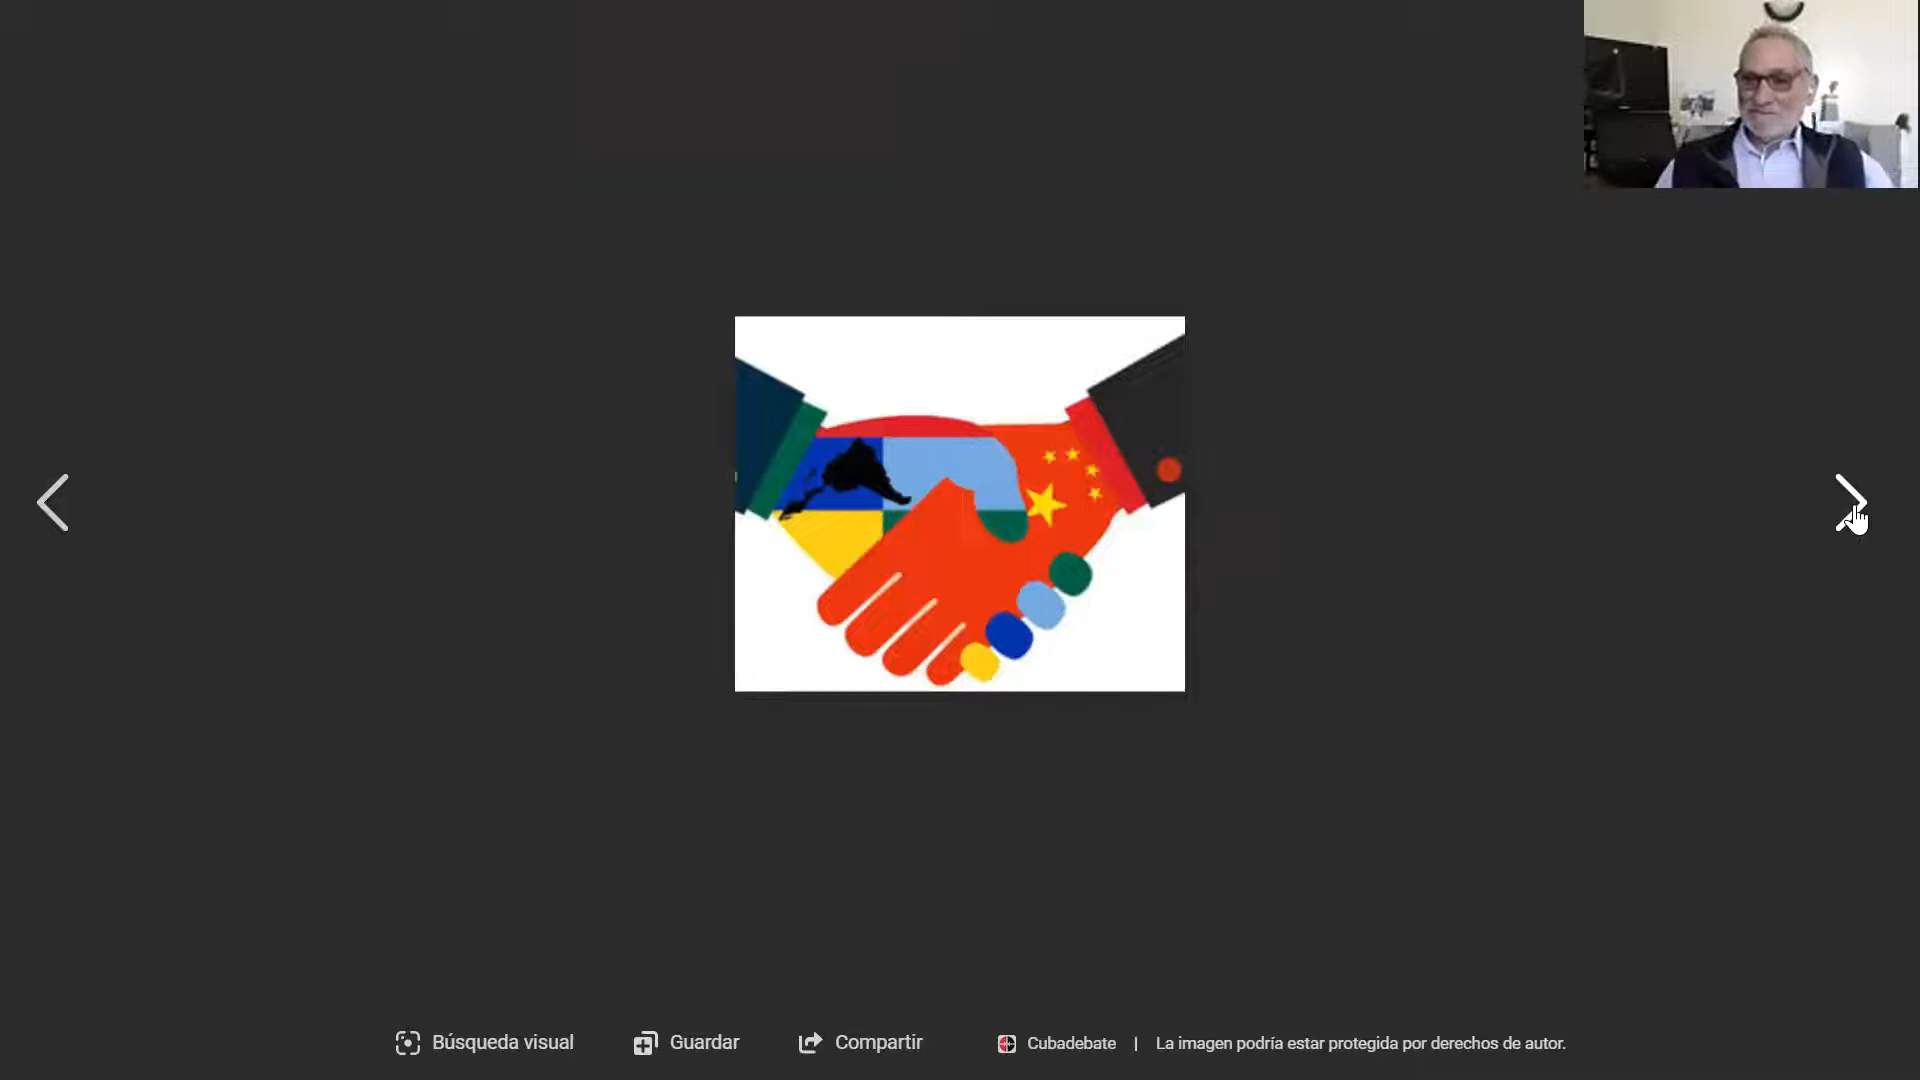 Búsqueda visual
Guardar
Compartir
Cubadebate | La imagen podría estar protegida por derechos de autor.